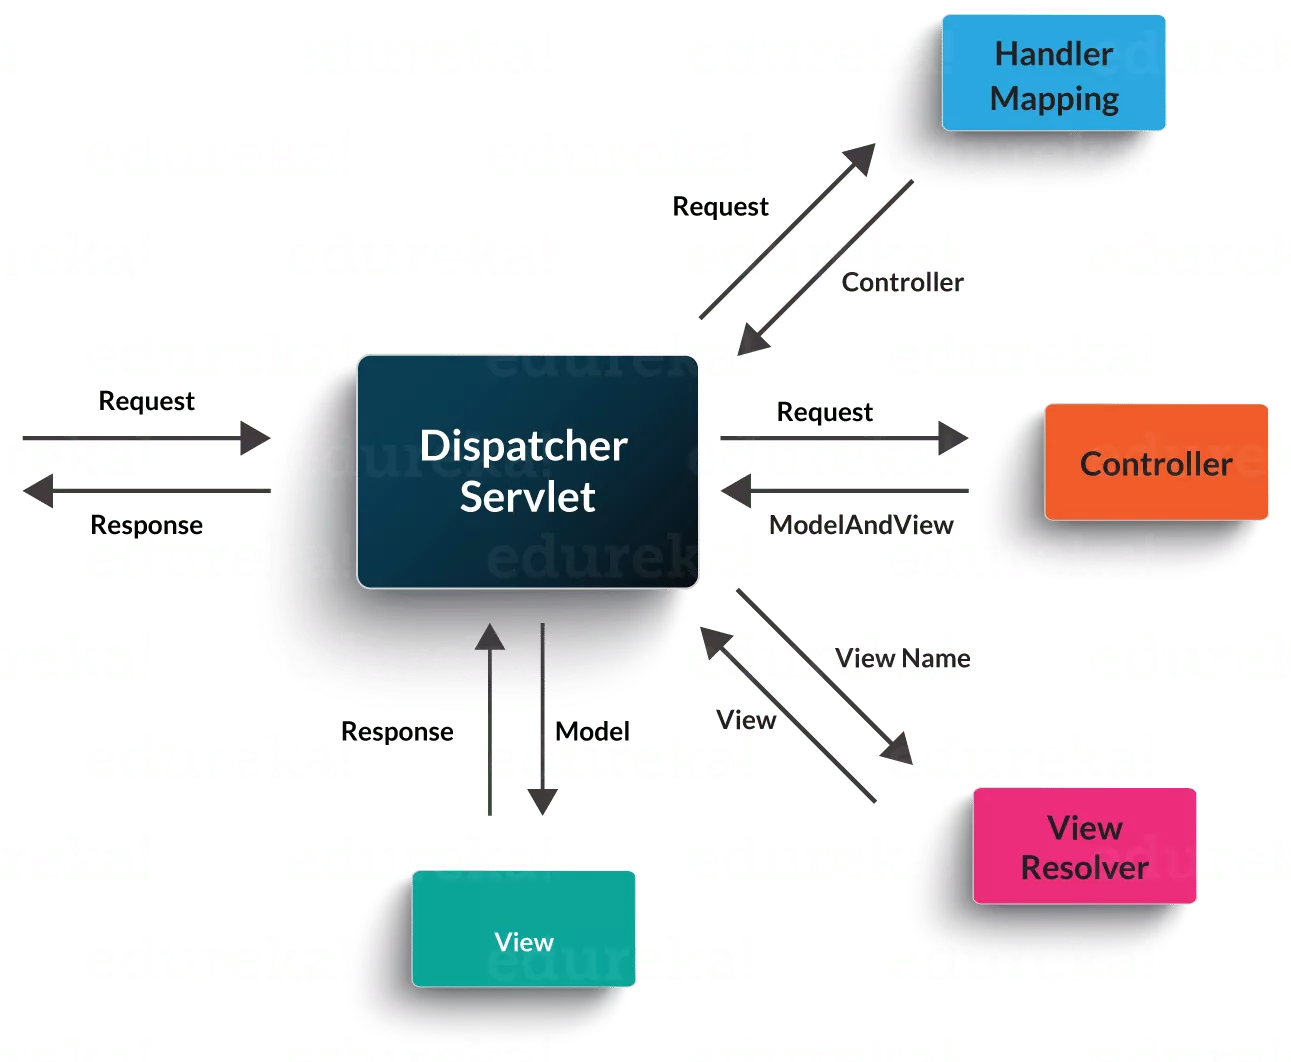 Handler
Mapping
Request
Controller
Request
Response
Dispatcher
Servlet
Request
ModelAndView
Controller
View Name
View
Response
Model
View
Resolver
View
edureka!